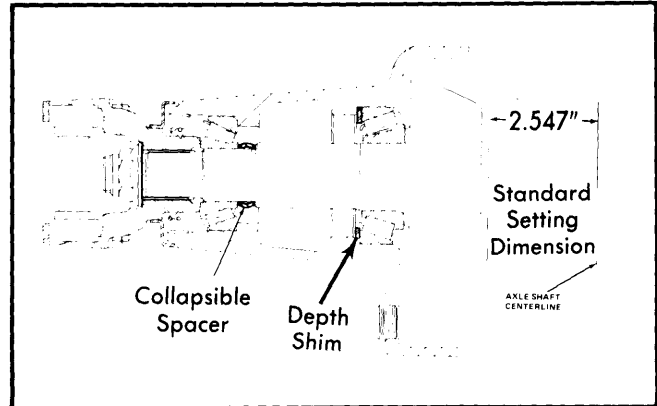 2.547"
Standard
Setting
Dimension
AXLE SHAFT
CENTERLINE
Collapsible
Spacer
Depth
Shim